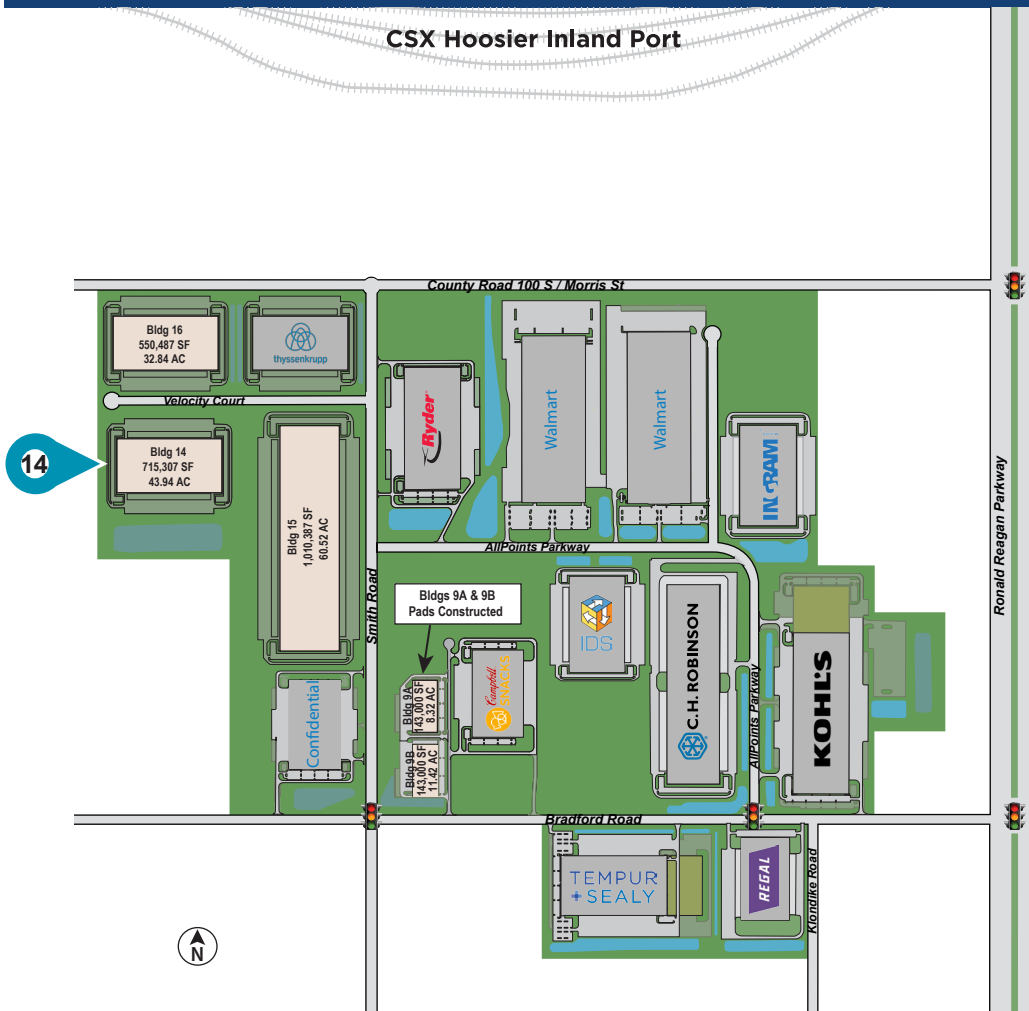 CSX Hoosier Inland Port
County Road 100 S / Morris St
Bldg 16
550,487 SF
32.84 AC
thyssenkrupp
Velocity Court
14
Bldg 14
715,307 SF
43.94 AC
Bldg 15
1,010,387 SF
60.52 AC
Ryder
Walmart
Walmart
INGRAM
Ronald Reagan Parkway
AllPoints Parkway
Smith Road
Bldgs 9A & 9B
Pads Constructed
IDS
C.H. ROBINSON
Campbell
SNACKS
Bldg 9A
143,000 SF
8.32 AC
Bldg 9B
143,000 SF
11.42 AC
Confidential
AllPoints Parkway
KOHL'S
Bradford Road
TEMPUR
+ SEALY
REGAL
Klondike Road
N